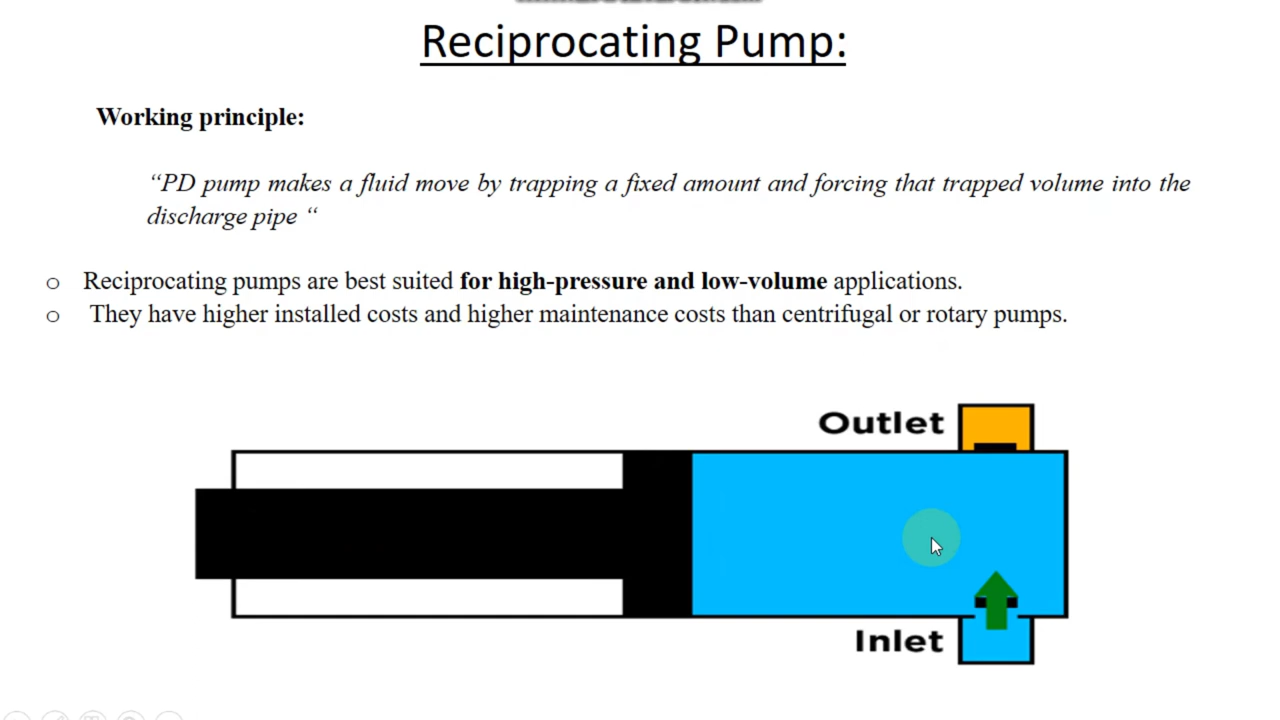 Reciprocating Pump:
Working principle:
“PD pump makes a fluid move by trapping a fixed amount and forcing that trapped volume into the
discharge pipe “
o Reciprocating pumps are best suited for high-pressure and low-volume applications.
o They have higher installed costs and higher maintenance costs than centrifugal or rotary pumps.
Outlet
Inlet